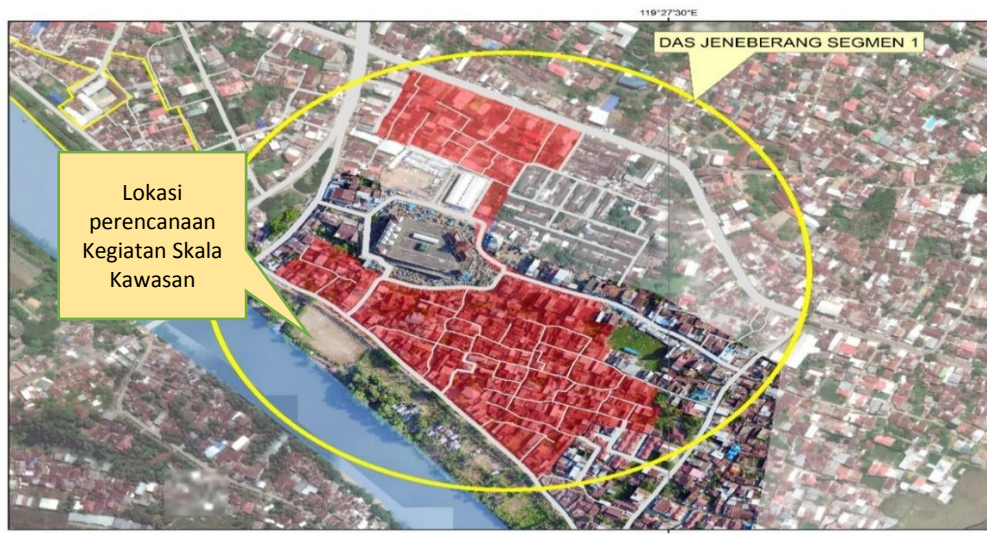 119°27'30"E
DAS JENEBERANG SEGMEN 1
Lokasi
perencanaan
Kegiatan Skala
Kawasan